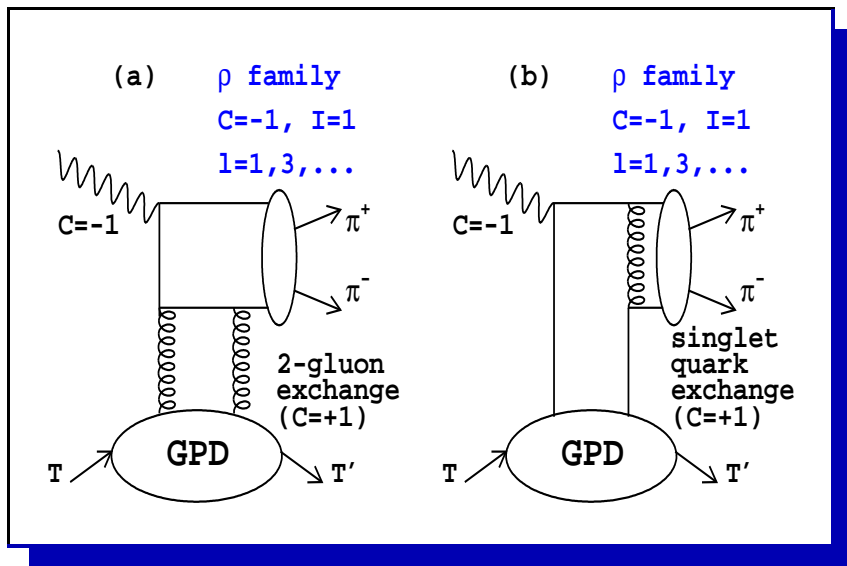 (a) ρ family
C=-1, I=1
l=1,3,...
C=-1
π+
π-
2-gluon
exchange
(C=+1)
GPD
T
T′
(b) ρ family
C=-1, I=1
l=1,3,...
C=-1
π+
π-
singlet
quark
exchange
(C=+1)
GPD
T
T′